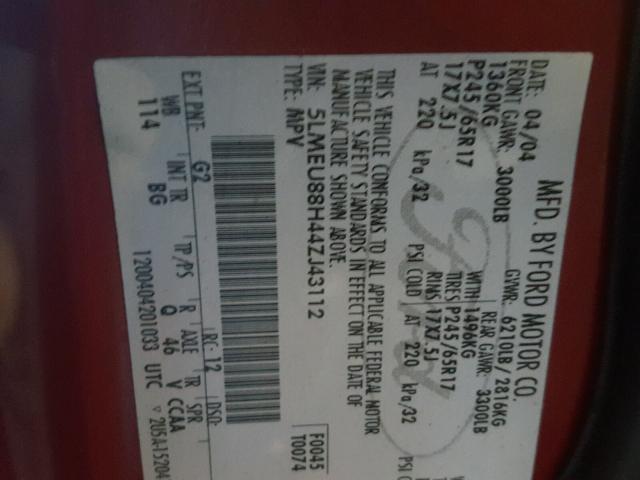 MFD. BY FORD MOTOR CO.
DATE: 04/04 GVWR: 6210LB / 2816KG
FRONT GAWR: 3000LB REAR GAWR: 3300LB
1360KG WITH 1496KG
P245/65R17 TIRES P245/65R17
17X7.5J RIMS 17X7.5J
AT 220 kPa/32 PSI COLD AT 220 kPa/32 PSI
THIS VEHICLE CONFORMS TO ALL APPLICABLE FEDERAL MOTOR
VEHICLE SAFETY STANDARDS IN EFFECT ON THE DATE OF
MANUFACTURE SHOWN ABOVE.
VIN: 5LMEU88H44ZJ43112 F0045
TYPE: MPV T0074
EXT PNT: G2 RC: 12 DSO:
WB INT TR TP/PS R AXLE TR SPR
114 BG Q 46 V CCAA
1200404201033 UTC 2U5A-15204